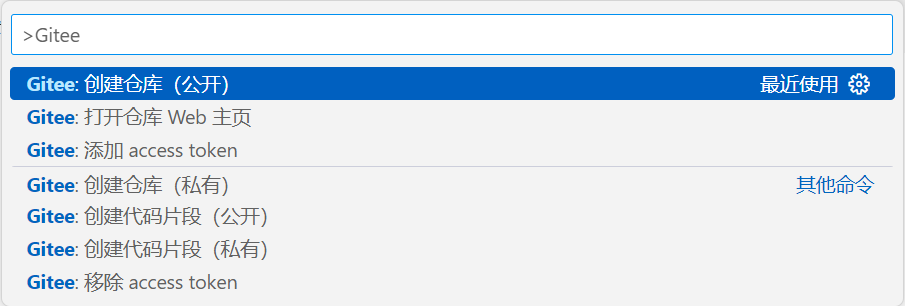 >Gitee
Gitee: 创建仓库（公开） 最近使用
Gitee: 打开仓库 Web 主页
Gitee: 添加 access token
Gitee: 创建仓库（私有） 其他命令
Gitee: 创建代码片段（公开）
Gitee: 创建代码片段（私有）
Gitee: 移除 access token